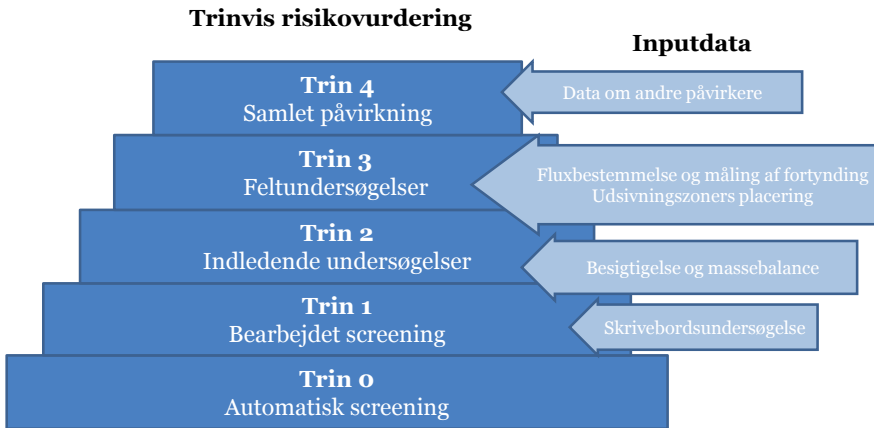 Trinvis risikovurdering
Inputdata
Trin 4
Samlet påvirkning
Data om andre påvirkere
Trin 3
Feltundersøgelser
Fluxbestemmelse og måling af fortynding
Udsivningszoners placering
Trin 2
Indledende undersøgelser
Besigtigelse og massebalance
Trin 1
Bearbejdet screening
Skrivebordsundersøgelse
Trin 0
Automatisk screening